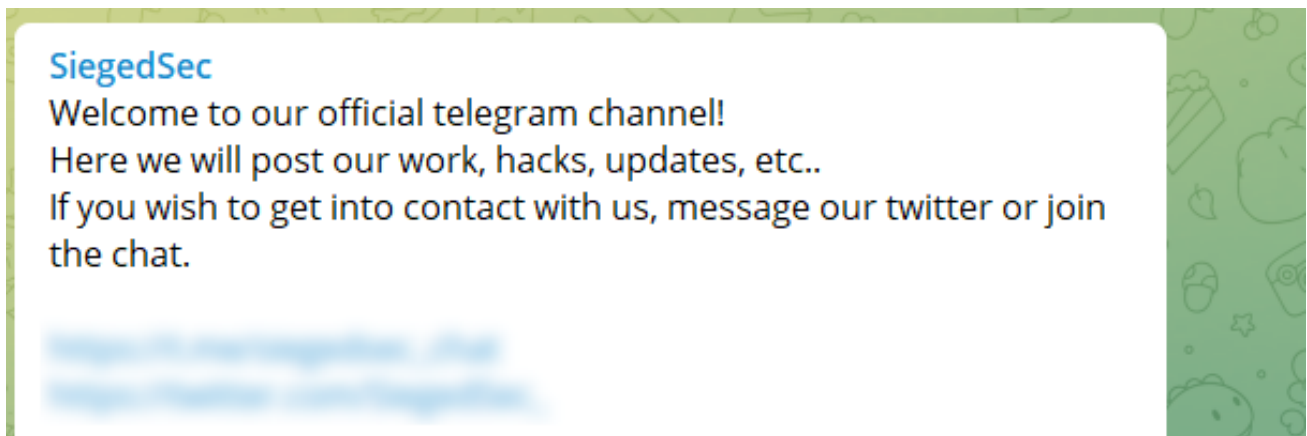 SiegedSec
Welcome to our official telegram channel!
Here we will post our work, hacks, updates, etc..
If you wish to get into contact with us, message our twitter or join
the chat.